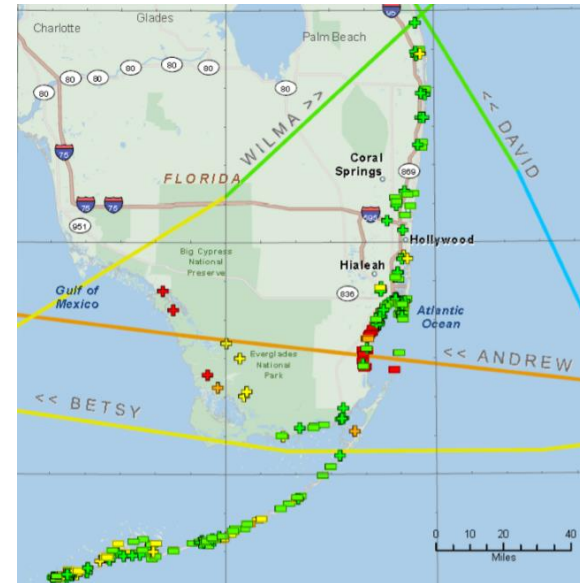 95
Glades
Charlotte
Palm Beach
80
80
80
80
80
80
80
WILMA >>
<< DAVID
75
Coral
Springs
869
FLORIDA
75
75
595
951
Hollywood
Big Cypress
National
Preserve
Hialeah
Gulf of
Mexico
836
Atlantic
Ocean
Everglades
National
Park
<< ANDREW
<< BETSY
0
10
20
40
Miles